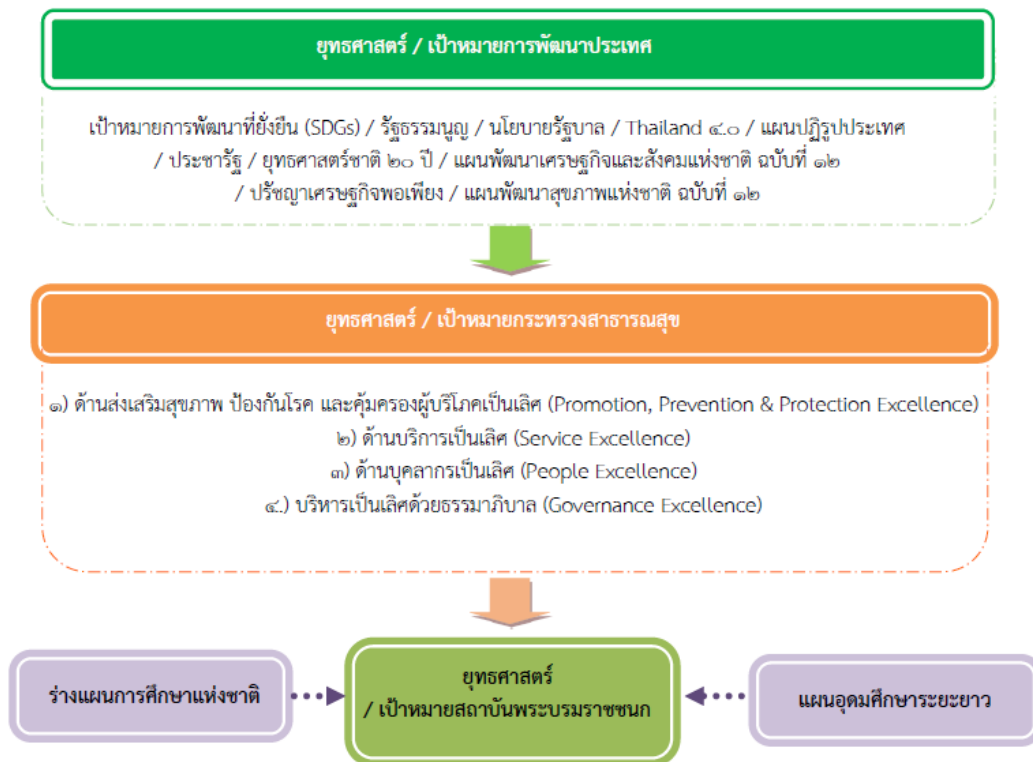 ยุทธศาสตร์ / เป้าหมายการพัฒนาประเทศ
เป้าหมายการพัฒนาที่ยั่งยืน (SDGs) / รัฐธรรมนูญ / นโยบายรัฐบาล / Thailand ๔.๐ / แผนปฏิรูปประเทศ
/ ประชารัฐ / ยุทธศาสตร์ชาติ ๒๐ ปี / แผนพัฒนาเศรษฐกิจและสังคมแห่งชาติ ฉบับที่ ๑๒
/ ปรัชญาเศรษฐกิจพอเพียง / แผนพัฒนาสุขภาพแห่งชาติ ฉบับที่ ๑๒
ยุทธศาสตร์ / เป้าหมายกระทรวงสาธารณสุข
๑) ด้านส่งเสริมสุขภาพ ป้องกันโรค และคุ้มครองผู้บริโภคเป็นเลิศ (Promotion, Prevention & Protection Excellence)
๒) ด้านบริการเป็นเลิศ (Service Excellence)
๓) ด้านบุคลากรเป็นเลิศ (People Excellence)
๔.) บริหารเป็นเลิศด้วยธรรมาภิบาล (Governance Excellence)
ร่างแผนการศึกษาแห่งชาติ
ยุทธศาสตร์
/ เป้าหมายสถาบันพระบรมราชชนก
แผนอุดมศึกษาระยะยาว